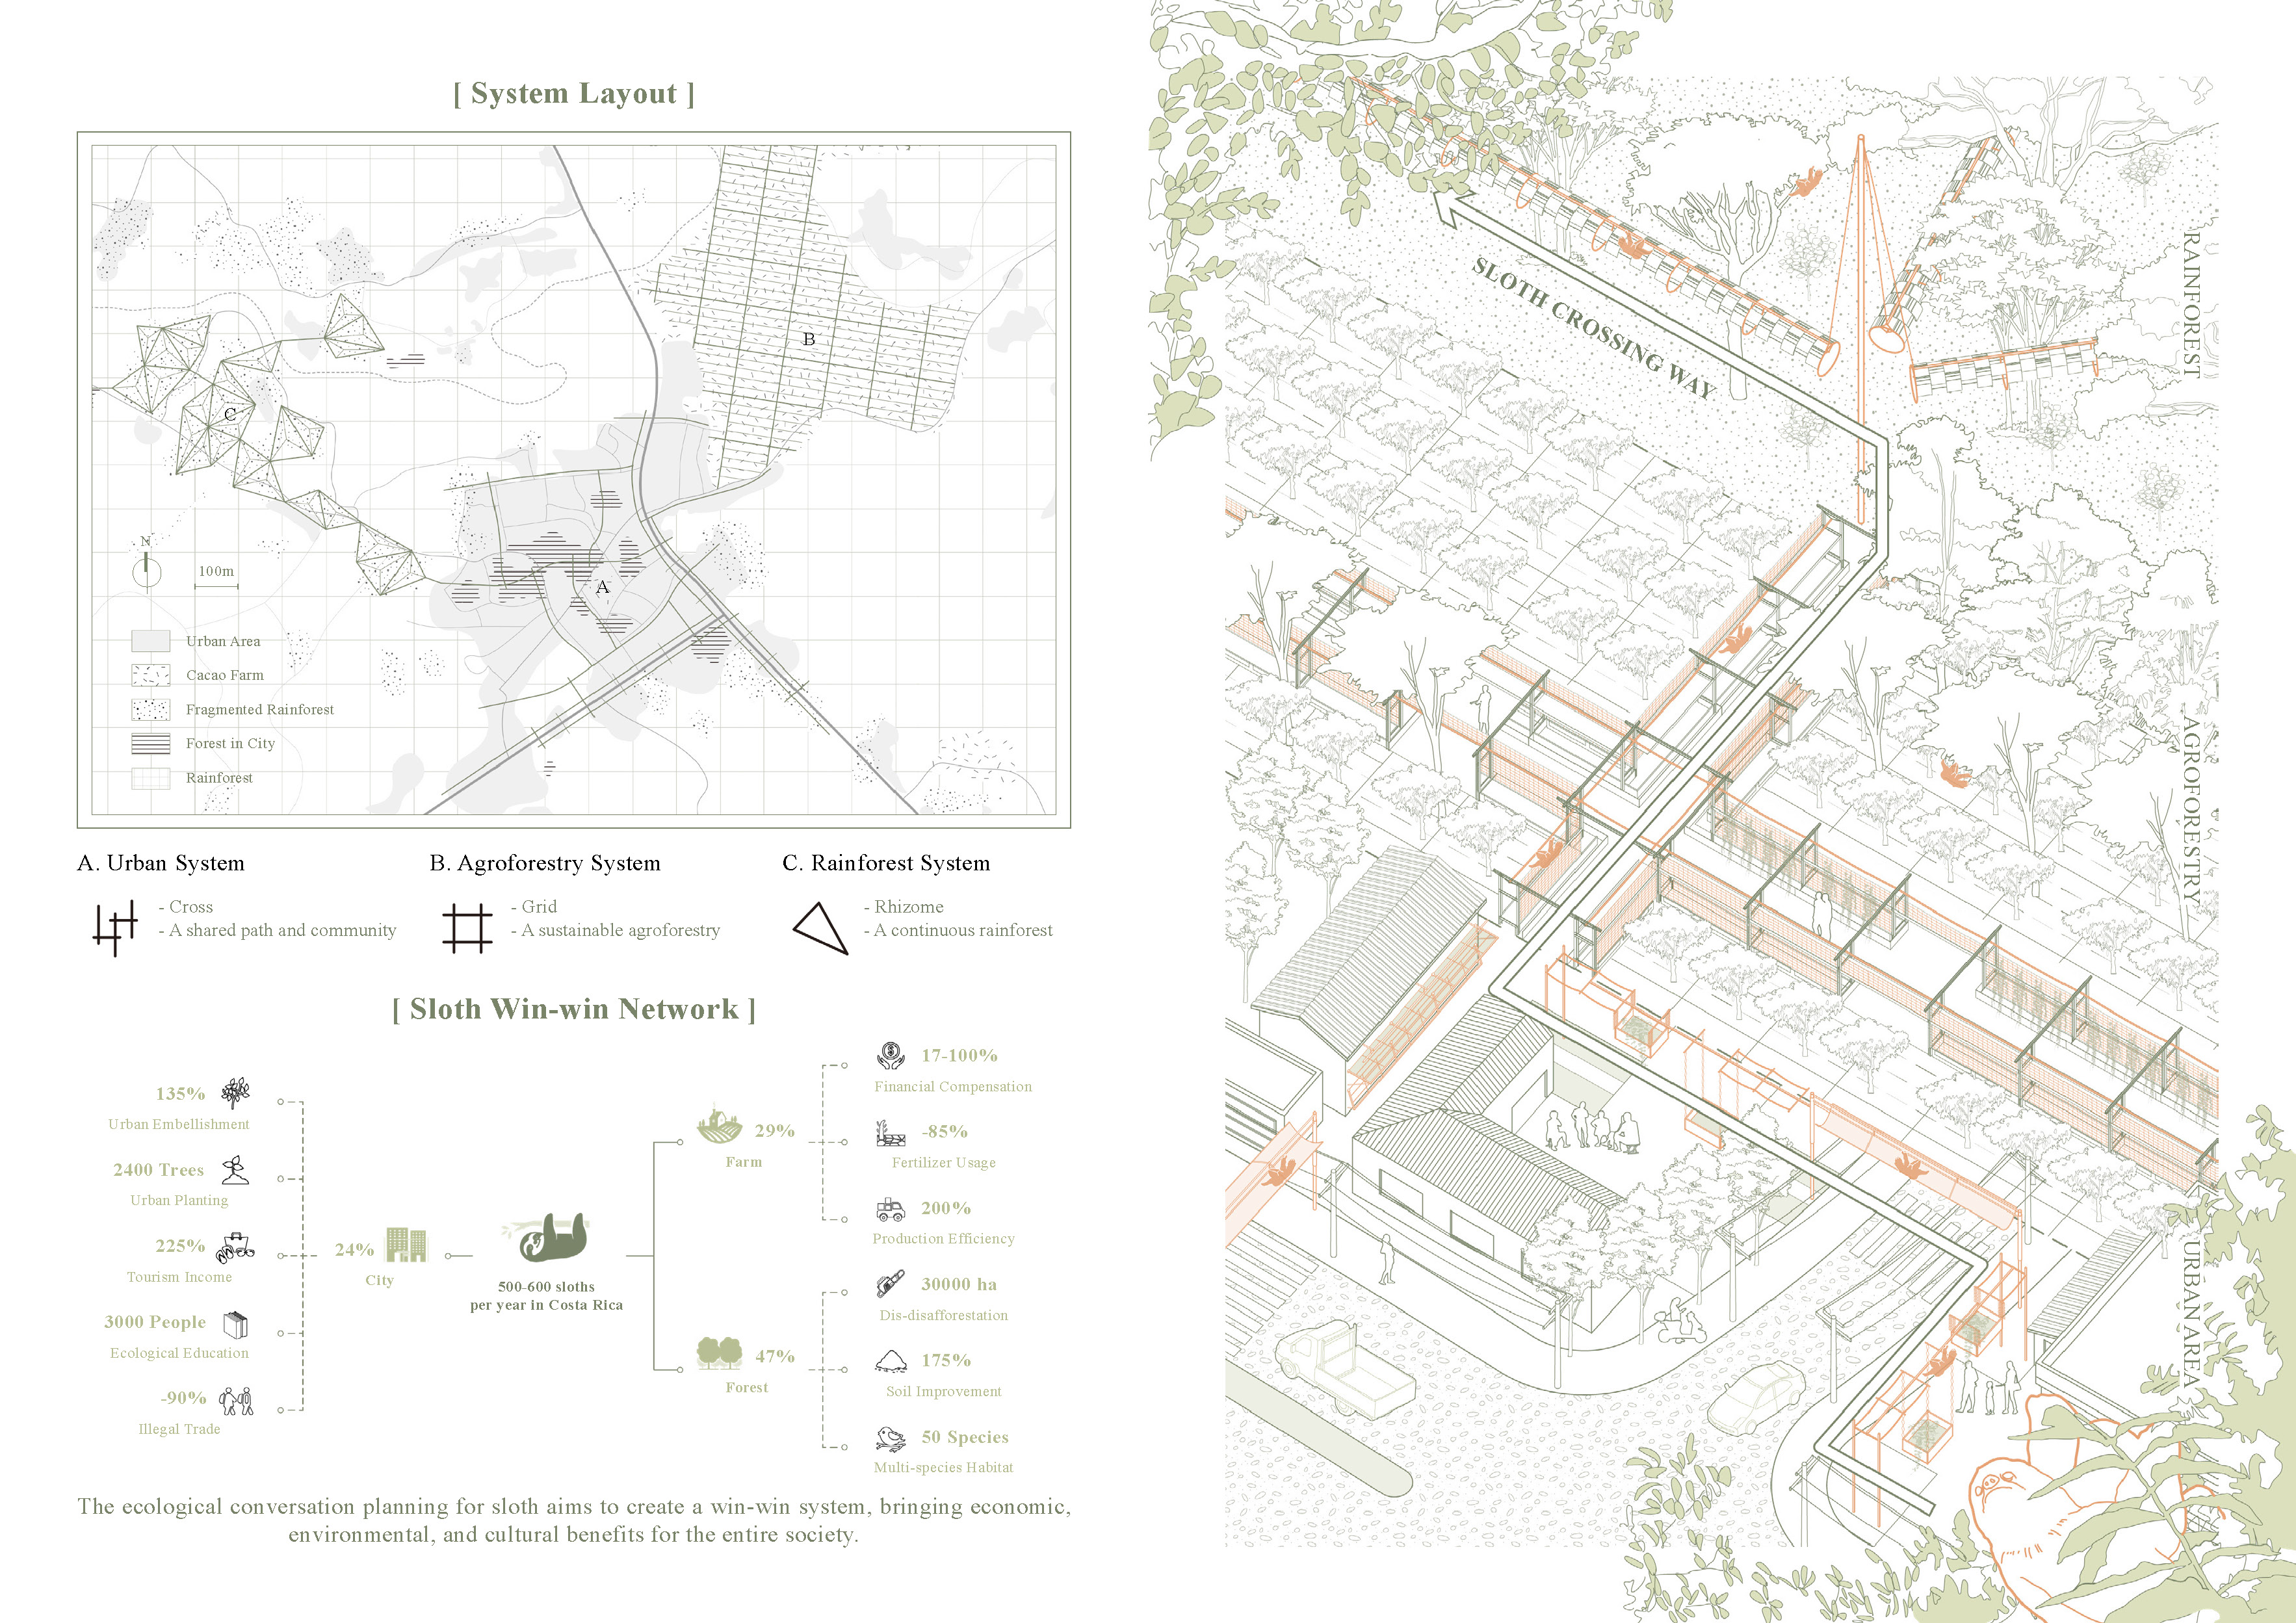 [ System Layout ]
B
C
A
N
100m
Urban Area
Cacao Farm
Fragmented Rainforest
Forest in City
Rainforest
A. Urban System
- Cross
- A shared path and community
B. Agroforestry System
- Grid
- A sustainable agroforestry
C. Rainforest System
- Rhizome
- A continuous rainforest
[ Sloth Win-win Network ]
135%
Urban Embellishment
2400 Trees
Urban Planting
225%
Tourism Income
3000 People
Ecological Education
-90%
Illegal Trade
24%
City
500-600 sloths
per year in Costa Rica
29%
Farm
47%
Forest
17-100%
Financial Compensation
-85%
Fertilizer Usage
200%
Production Efficiency
30000 ha
Dis-disafforestation
175%
Soil Improvement
50 Species
Multi-species Habitat
The ecological conversation planning for sloth aims to create a win-win system, bringing economic,
environmental, and cultural benefits for the entire society.
SLOTH CROSSING WAY
RAINFOREST
AGROFORESTRY
URBAN AREA